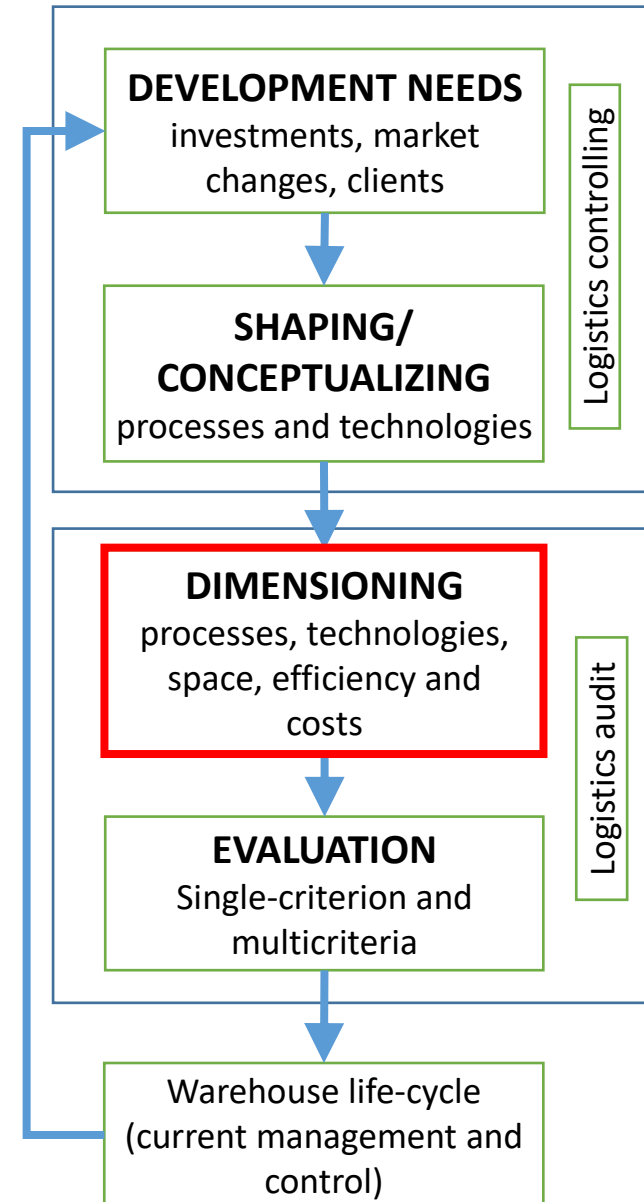 DEVELOPMENT NEEDS
investments, market
changes, clients
Logistics controlling
SHAPING/
CONCEPTUALIZING
processes and technologies
DIMENSIONING
processes, technologies,
space, efficiency and
costs
Logistics audit
EVALUATION
Single-criterion and
multicriteria
Warehouse life-cycle
(current management and
control)